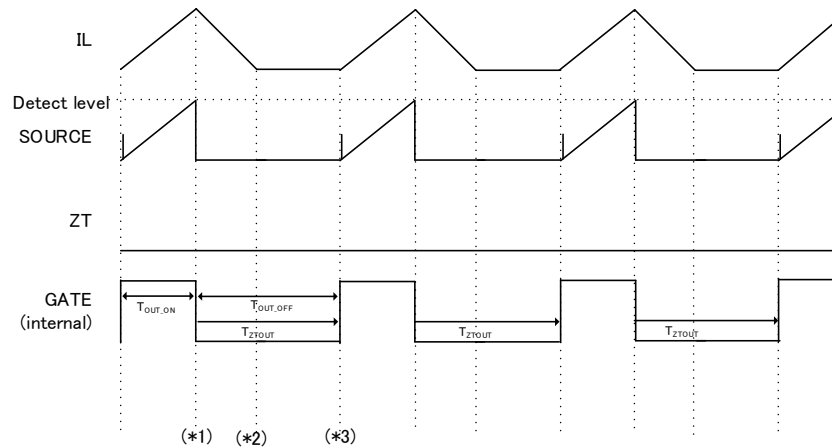 IL
Detect level
SOURCE
ZT
GATE
(internal)
TOUT_ON
TOUT_OFF
TZTOUT
TZTOUT
TZTOUT
(*1)
(*2)
(*3)